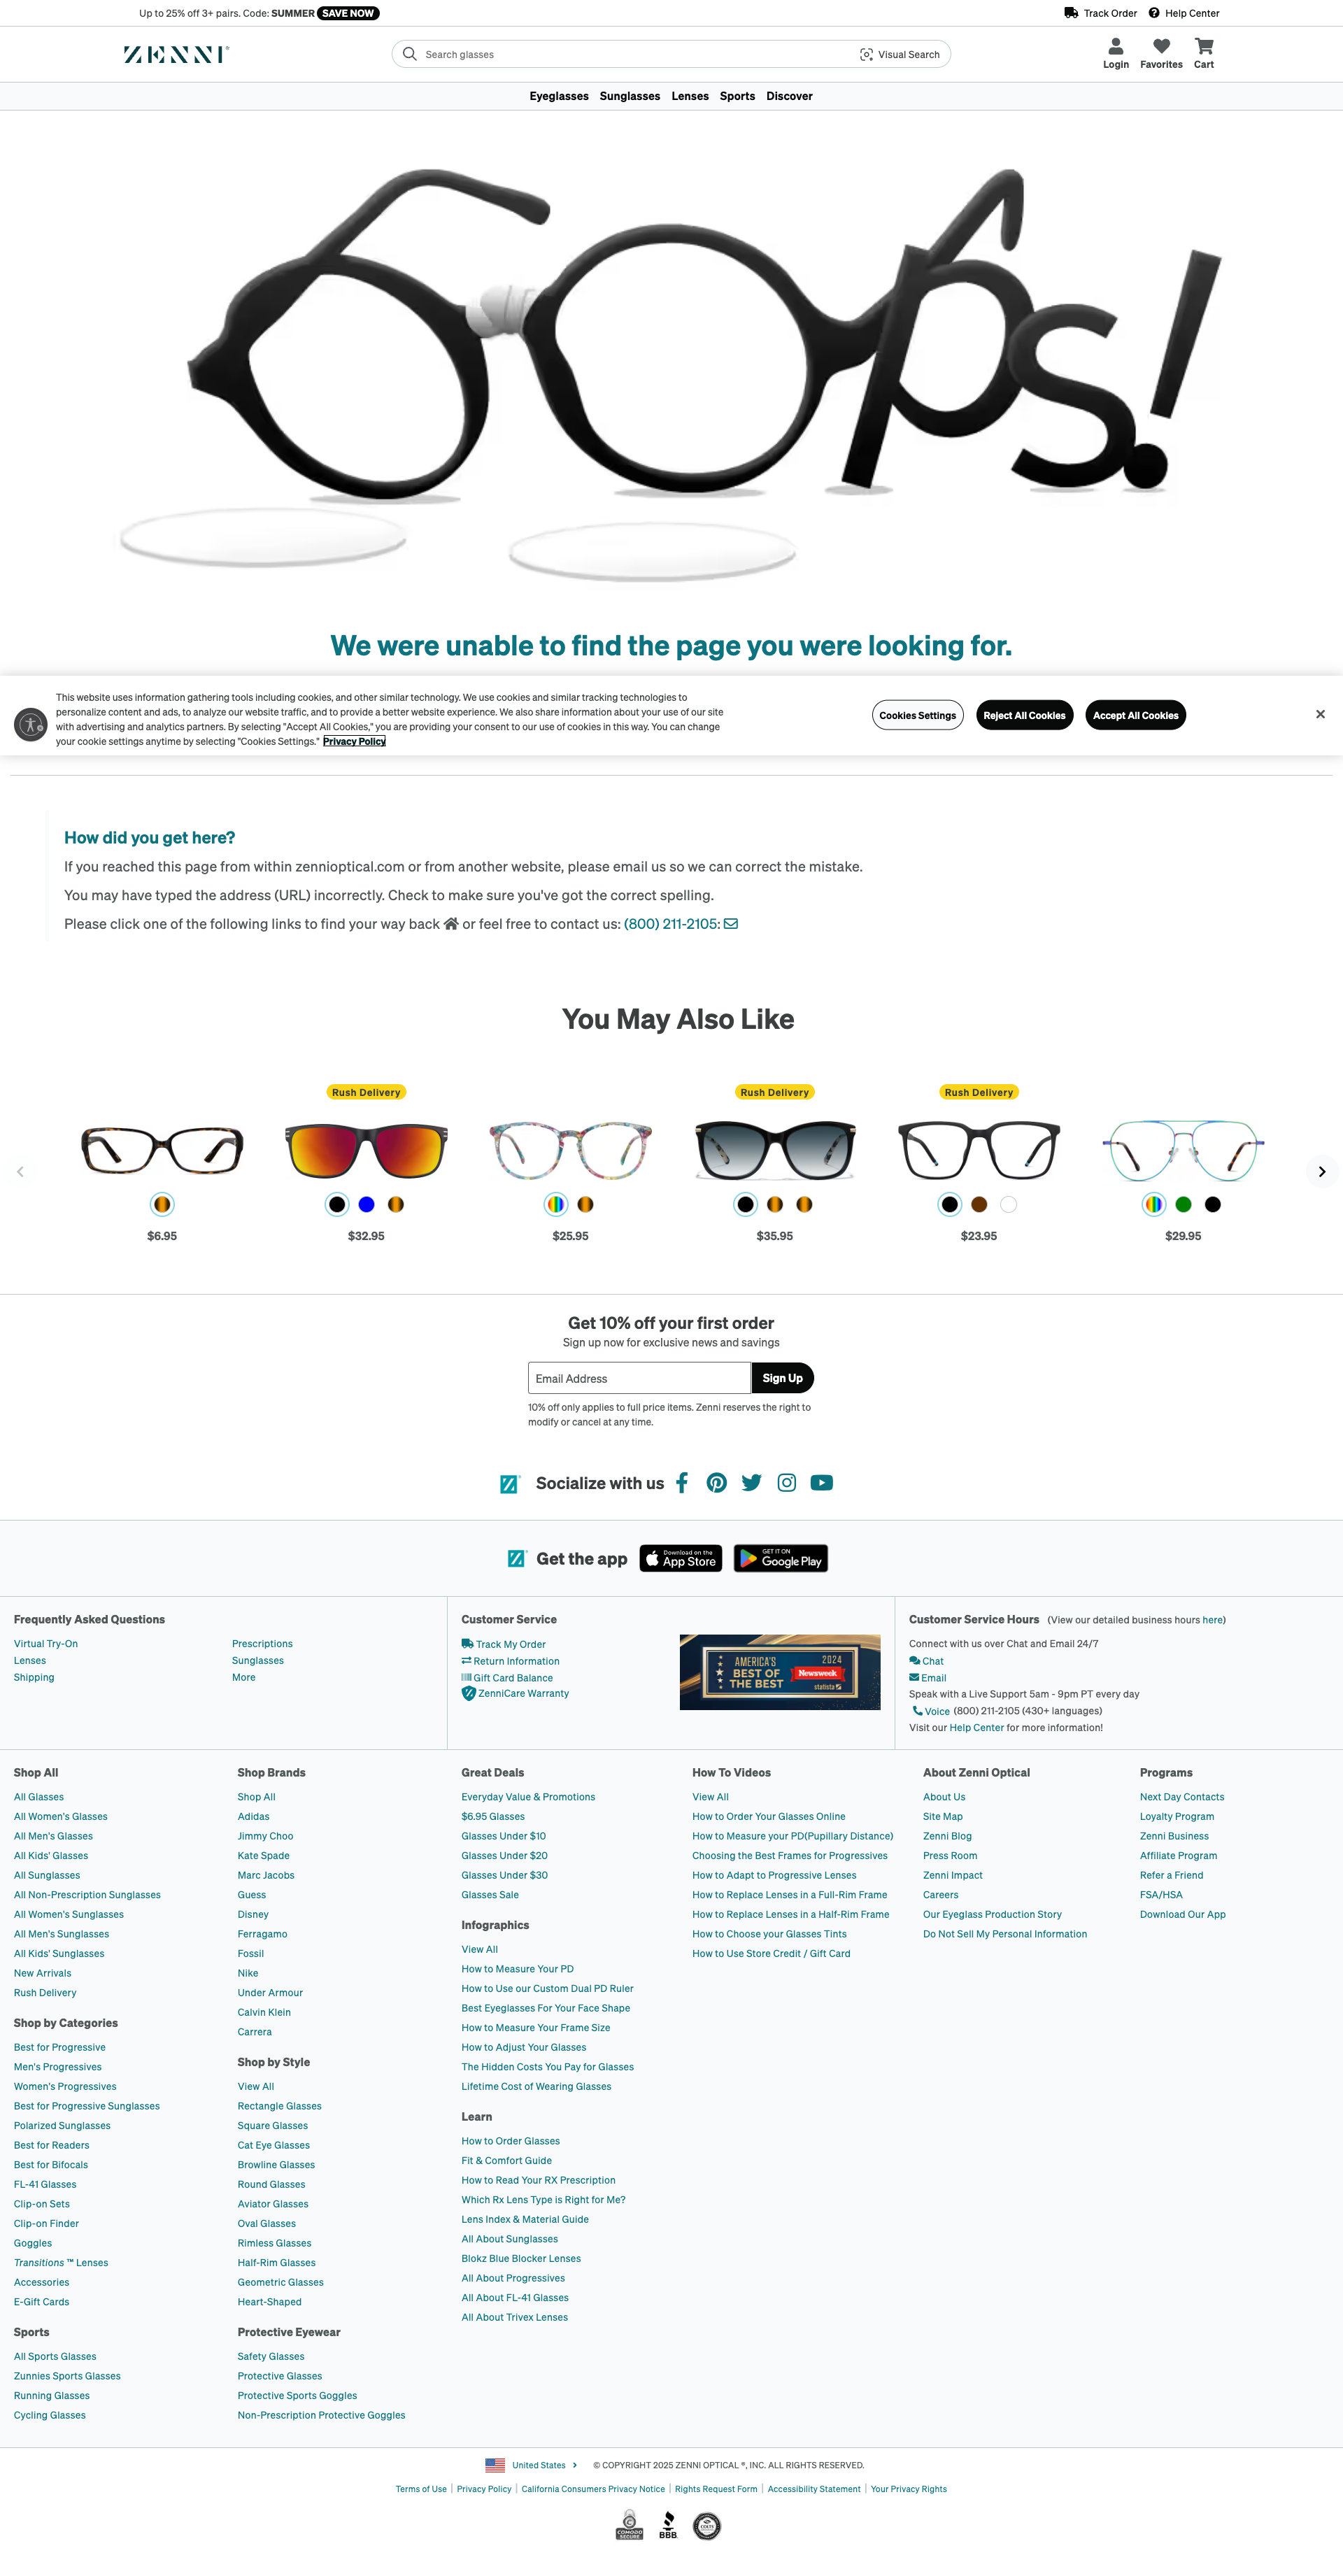 Up to 25% off 3+ pairs. Code: SUMMER SAVE NOW
Track Order Help Center
ZENNI®
Search glasses
Visual Search
Login Favorites Cart
Eyeglasses Sunglasses Lenses Sports Discover
oops!
We were unable to find the page you were looking for.
This website uses information gathering tools including cookies, and other similar technology. We use cookies and similar tracking technologies to
personalize content and ads, to analyze our website traffic, and to provide a better website experience. We also share information about your use of our site
with advertising and analytics partners. By selecting "Accept All Cookies," you are providing your consent to our use of cookies in this way. You can change
your cookie settings anytime by selecting "Cookies Settings." Privacy Policy
Cookies Settings
Reject All Cookies
Accept All Cookies
How did you get here?
If you reached this page from within zennioptical.com or from another website, please email us so we can correct the mistake.
You may have typed the address (URL) incorrectly. Check to make sure you've got the correct spelling.
Please click one of the following links to find your way back or feel free to contact us: (800) 211-2105:
You May Also Like
Rush Delivery
Rush Delivery
Rush Delivery
$6.95
$32.95
$25.95
$35.95
$23.95
$29.95
Get 10% off your first order
Sign up now for exclusive news and savings
Email Address
Sign Up
10% off only applies to full price items. Zenni reserves the right to
modify or cancel at any time.
Socialize with us
Get the app
Download on the
App Store
GET IT ON
Google Play
Frequently Asked Questions
Virtual Try-On
Lenses
Shipping
Prescriptions
Sunglasses
More
Customer Service
Track My Order
Return Information
Gift Card Balance
ZenniCare Warranty
AMERICA'S
BEST OF
THE BEST
2024
Newsweek
statista
Customer Service Hours (View our detailed business hours here)
Connect with us over Chat and Email 24/7
Chat
Email
Speak with a Live Support 5am - 9pm PT every day
Voice (800) 211-2105 (430+ languages)
Visit our Help Center for more information!
Shop All
All Glasses
All Women's Glasses
All Men's Glasses
All Kids' Glasses
All Sunglasses
All Non-Prescription Sunglasses
All Women's Sunglasses
All Men's Sunglasses
All Kids' Sunglasses
New Arrivals
Rush Delivery
Shop by Categories
Best for Progressive
Men's Progressives
Women's Progressives
Best for Progressive Sunglasses
Polarized Sunglasses
Best for Readers
Best for Bifocals
FL-41 Glasses
Clip-on Sets
Clip-on Finder
Goggles
Transitions ™ Lenses
Accessories
E-Gift Cards
Sports
All Sports Glasses
Zunnies Sports Glasses
Running Glasses
Cycling Glasses
Shop Brands
Shop All
Adidas
Jimmy Choo
Kate Spade
Marc Jacobs
Guess
Disney
Ferragamo
Fossil
Nike
Under Armour
Calvin Klein
Carrera
Shop by Style
View All
Rectangle Glasses
Square Glasses
Cat Eye Glasses
Browline Glasses
Round Glasses
Aviator Glasses
Oval Glasses
Rimless Glasses
Half-Rim Glasses
Geometric Glasses
Heart-Shaped
Protective Eyewear
Safety Glasses
Protective Glasses
Protective Sports Goggles
Non-Prescription Protective Goggles
Great Deals
Everyday Value & Promotions
$6.95 Glasses
Glasses Under $10
Glasses Under $20
Glasses Under $30
Glasses Sale
Infographics
View All
How to Measure Your PD
How to Use our Custom Dual PD Ruler
Best Eyeglasses For Your Face Shape
How to Measure Your Frame Size
How to Adjust Your Glasses
The Hidden Costs You Pay for Glasses
Lifetime Cost of Wearing Glasses
Learn
How to Order Glasses
Fit & Comfort Guide
How to Read Your RX Prescription
Which Rx Lens Type is Right for Me?
Lens Index & Material Guide
All About Sunglasses
Blokz Blue Blocker Lenses
All About Progressives
All About FL-41 Glasses
All About Trivex Lenses
How To Videos
View All
How to Order Your Glasses Online
How to Measure your PD(Pupillary Distance)
Choosing the Best Frames for Progressives
How to Adapt to Progressive Lenses
How to Replace Lenses in a Full-Rim Frame
How to Replace Lenses in a Half-Rim Frame
How to Choose your Glasses Tints
How to Use Store Credit / Gift Card
About Zenni Optical
About Us
Site Map
Zenni Blog
Press Room
Zenni Impact
Careers
Our Eyeglass Production Story
Do Not Sell My Personal Information
Programs
Next Day Contacts
Loyalty Program
Zenni Business
Affiliate Program
Refer a Friend
FSA/HSA
Download Our App
United States
© COPYRIGHT 2025 ZENNI OPTICAL ®, INC. ALL RIGHTS RESERVED.
Terms of Use | Privacy Policy | California Consumers Privacy Notice | Rights Request Form | Accessibility Statement | Your Privacy Rights
COMODO
SECURE
BBB
COLTS